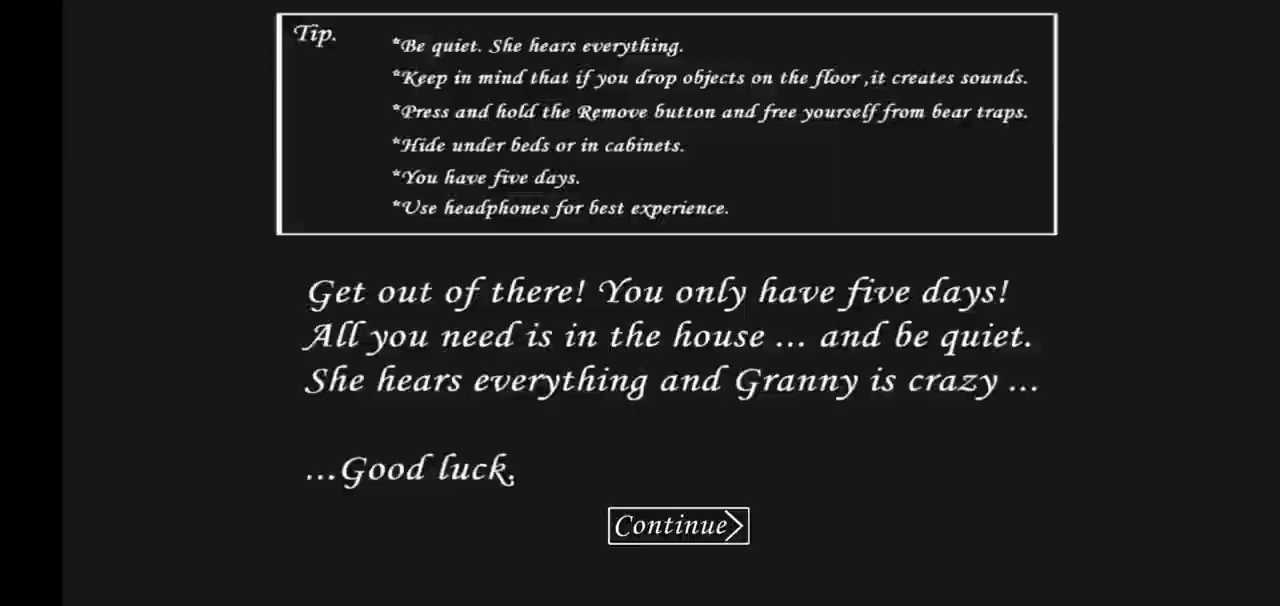 Tip.
*Be quiet. She hears everything.
*Keep in mind that if you drop objects on the floor ,it creates sounds.
*Press and hold the Remove button and free yourself from bear traps.
*Hide under beds or in cabinets.
*You have five days.
*Use headphones for best experience.
Get out of there! You only have five days!
All you need is in the house ... and be quiet.
She hears everything and Granny is crazy ...
...Good luck.
Continue